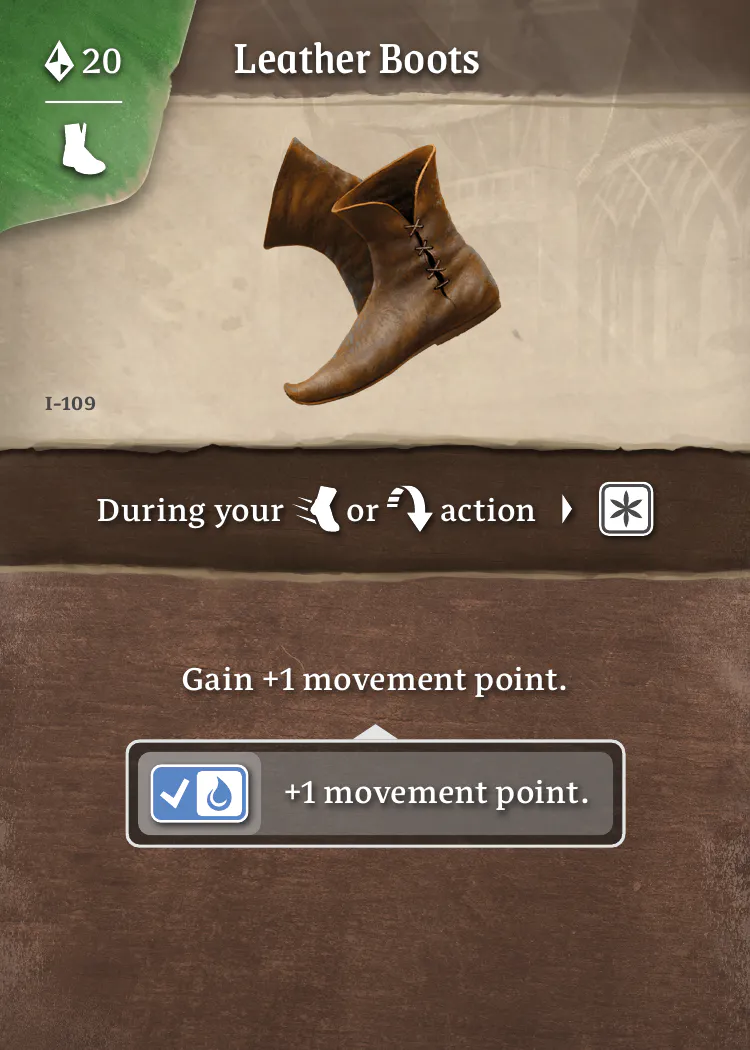 20
Leather Boots
I-109
During your or action
Gain +1 movement point.
+1 movement point.